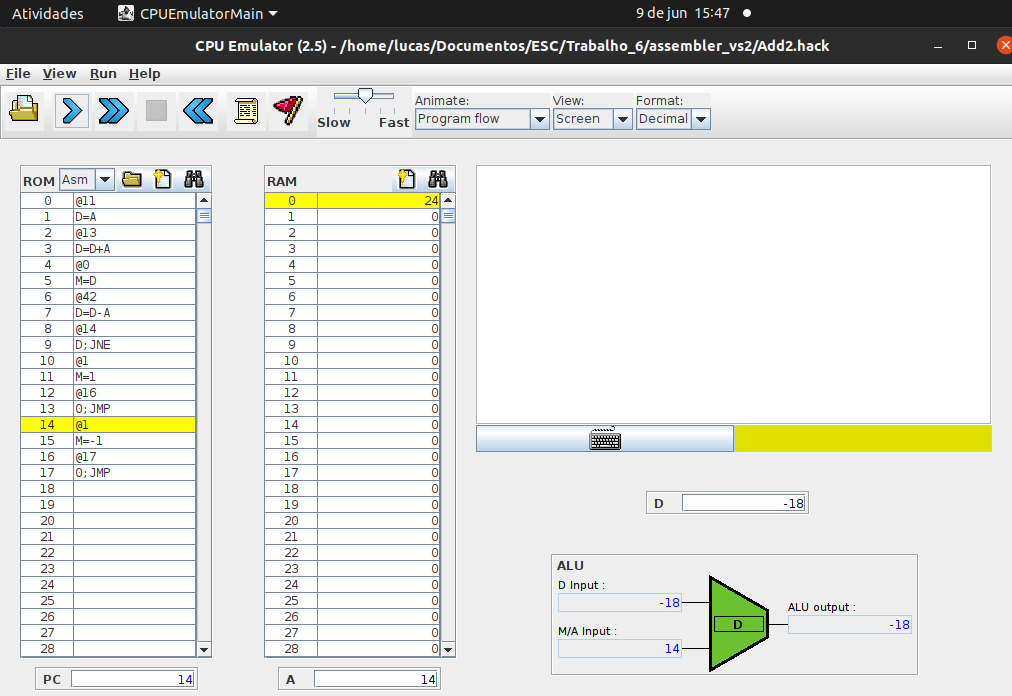 Atividades CPUEmulatorMain 9 de jun 15:47
CPU Emulator (2.5) - /home/lucas/Documentos/ESC/Trabalho_6/assembler_vs2/Add2.hack
File View Run Help
Slow Fast
Animate: View: Format:
Program flow Screen Decimal
ROM Asm
0 @11
1 D=A
2 @13
3 D=D+A
4 @0
5 M=D
6 @42
7 D=D-A
8 @14
9 D;JNE
10 @1
11 M=1
12 @16
13 0;JMP
14 @1
15 M=-1
16 @17
17 0;JMP
18
19
20
21
22
23
24
25
26
27
28
PC 14
RAM
0 24
1 0
2 0
3 0
4 0
5 0
6 0
7 0
8 0
9 0
10 0
11 0
12 0
13 0
14 0
15 0
16 0
17 0
18 0
19 0
20 0
21 0
22 0
23 0
24 0
25 0
26 0
27 0
28 0
A 14
D -18
ALU
D Input :
-18
M/A Input :
14
D
ALU output :
-18